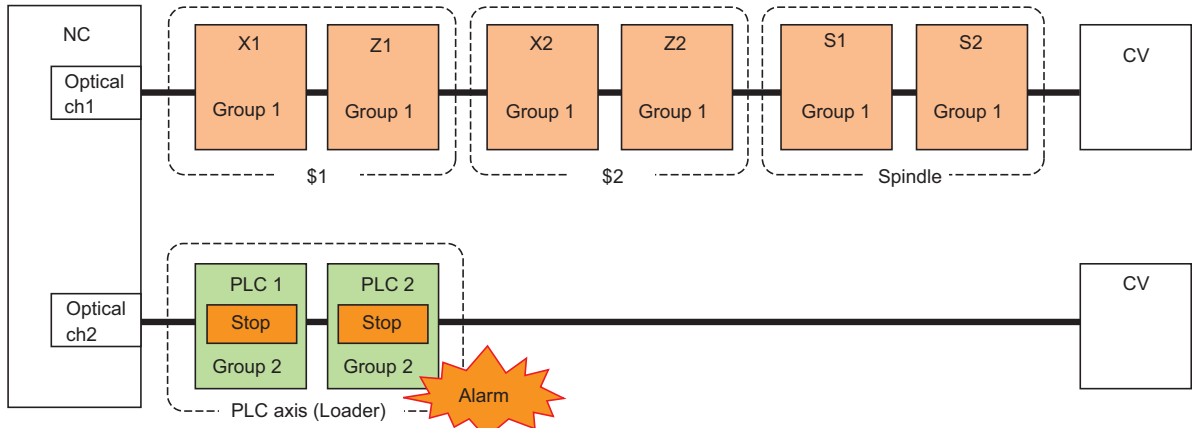 NC
Optical
ch1
X1
Group 1
Z1
Group 1
$1
X2
Group 1
Z2
Group 1
$2
S1
Group 1
S2
Group 1
Spindle
CV
Optical
ch2
PLC 1
Stop
Group 2
PLC 2
Stop
Group 2
Alarm
PLC axis (Loader)
CV